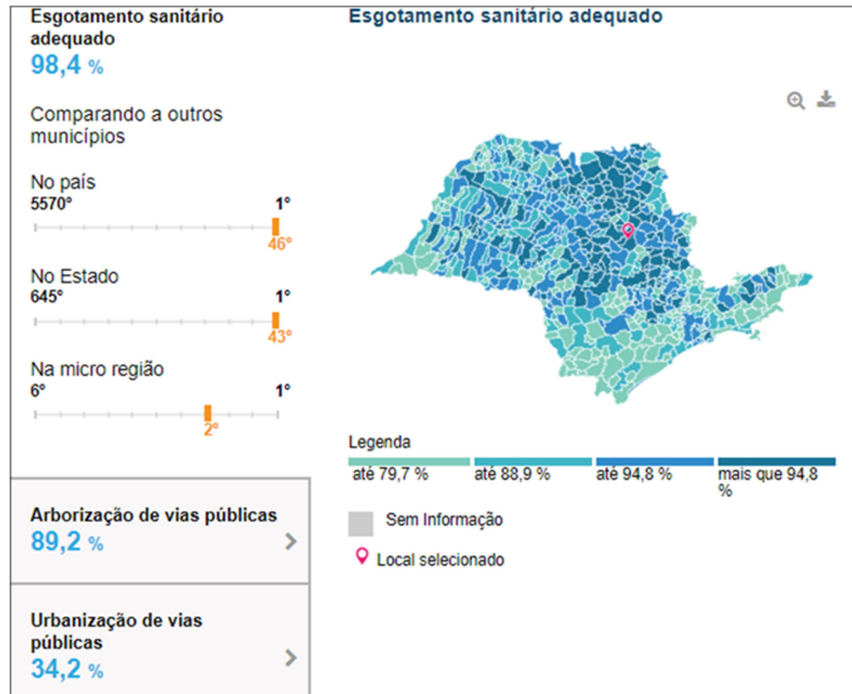 Esgotamento sanitário
adequado
98,4 %
Comparando a outros
municípios
No país
5570° 1°
46°
No Estado
645° 1°
43°
Na micro região
6° 1°
2°
Arborização de vias públicas
89,2 %
Urbanização de vias
públicas
34,2 %
Esgotamento sanitário adequado
Legenda
até 79,7 % até 88,9 % até 94,8 % mais que 94,8
%
Sem Informação
Local selecionado